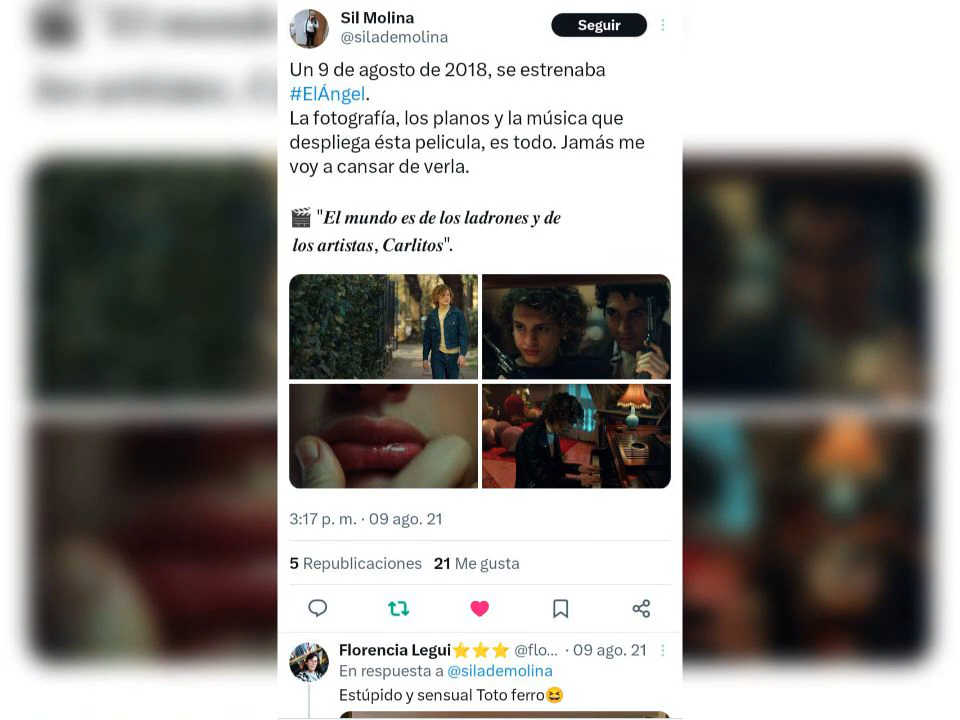 Sil Molina
@silademolina
Seguir
Un 9 de agosto de 2018, se estrenaba
#ElÁngel.
La fotografía, los planos y la música que
despliega ésta pelicula, es todo. Jamás me
voy a cansar de verla.
🎬 "El mundo es de los ladrones y de
los artistas, Carlitos".
3:17 p. m. · 09 ago. 21
5 Republicaciones 21 Me gusta
Florencia Legui⭐⭐⭐ @flo... · 09 ago. 21
En respuesta a @silademolina
Estúpido y sensual Toto ferro😆